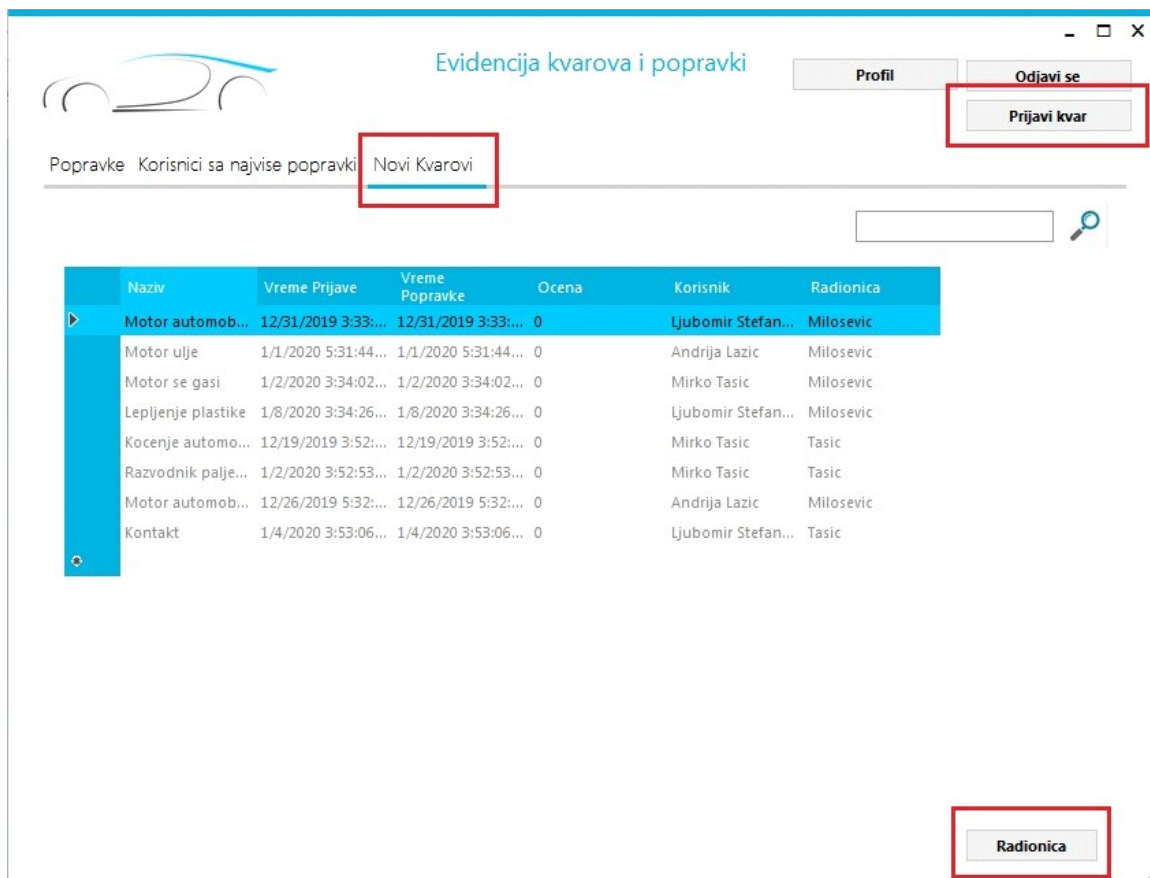 Evidencija kvarova i popravki
Profil
Odjavi se
Prijavi kvar
Popravke Korisnici sa najvise popravki Novi Kvarovi
Naziv Vreme Prijave Vreme Popravke Ocena Korisnik Radionica
Motor automob... 12/31/2019 3:33:... 12/31/2019 3:33:... 0 Ljubomir Stefan... Milosevic
Motor ulje 1/1/2020 5:31:44... 1/1/2020 5:31:44... 0 Andrija Lazic Milosevic
Motor se gasi 1/2/2020 3:34:02... 1/2/2020 3:34:02... 0 Mirko Tasic Milosevic
Lepljenje plastike 1/8/2020 3:34:26... 1/8/2020 3:34:26... 0 Ljubomir Stefan... Milosevic
Kocenje automo... 12/19/2019 3:52:... 12/19/2019 3:52:... 0 Mirko Tasic Tasic
Razvodnik palje... 1/2/2020 3:52:53... 1/2/2020 3:52:53... 0 Mirko Tasic Tasic
Motor automob... 12/26/2019 5:32:... 12/26/2019 5:32:... 0 Andrija Lazic Milosevic
Kontakt 1/4/2020 3:53:06... 1/4/2020 3:53:06... 0 Ljubomir Stefan... Tasic
Radionica